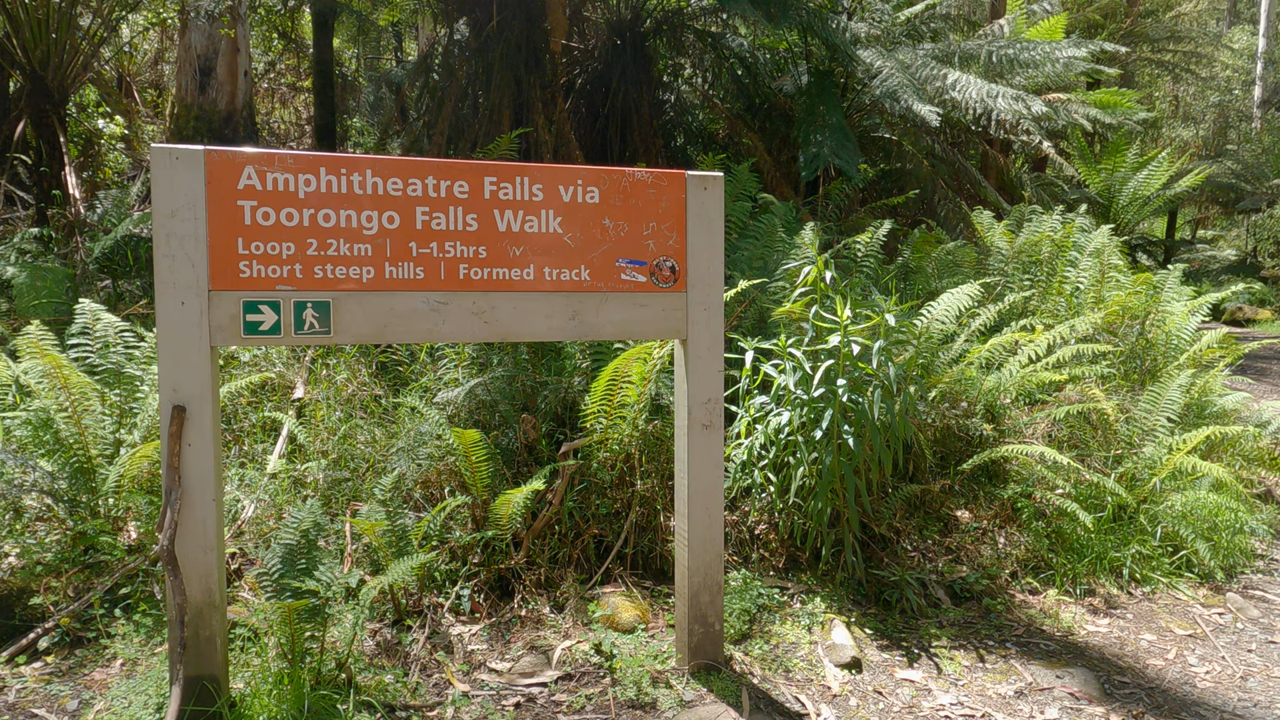 Amphitheatre Falls via
Toorongo Falls Walk
Loop 2.2km | 1–1.5hrs
Short steep hills | Formed track